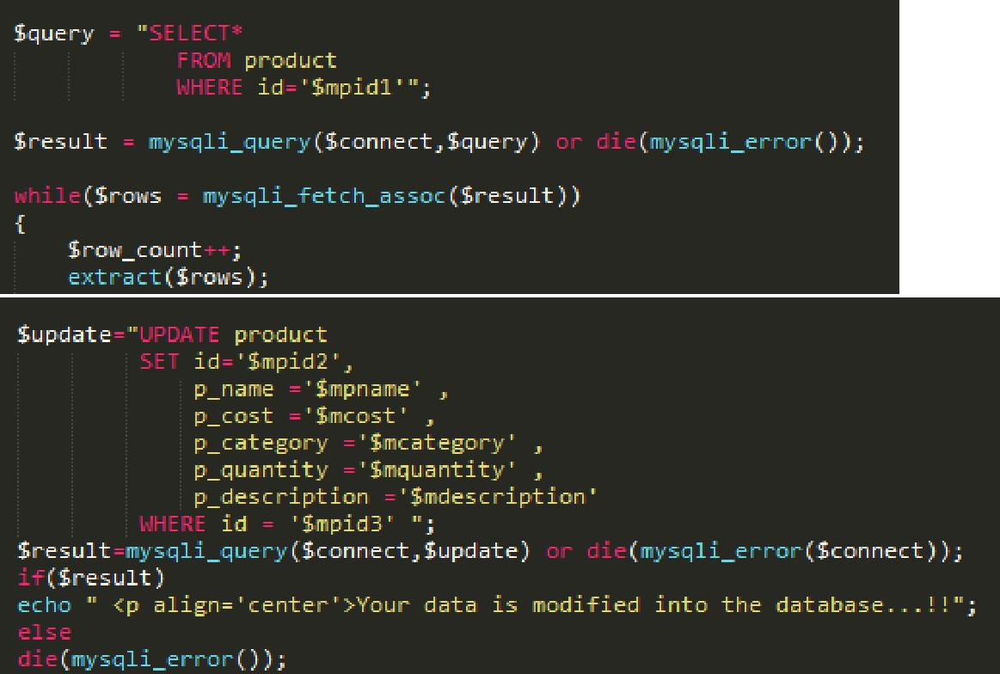 $query = "SELECT*
FROM product
WHERE id='$mpid1'";
$result = mysqli_query($connect,$query) or die(mysqli_error());
while($rows = mysqli_fetch_assoc($result))
{
$row_count++;
extract($rows);
$update="UPDATE product
SET id='$mpid2',
p_name ='$mpname' ,
p_cost ='$mcost' ,
p_category ='$mcategory' ,
p_quantity ='$mquantity' ,
p_description ='$mdescription'
WHERE id = '$mpid3' ";
$result=mysqli_query($connect,$update) or die(mysqli_error($connect));
if($result)
echo " <p align='center'>Your data is modified into the database...!!";
else
die(mysqli_error());